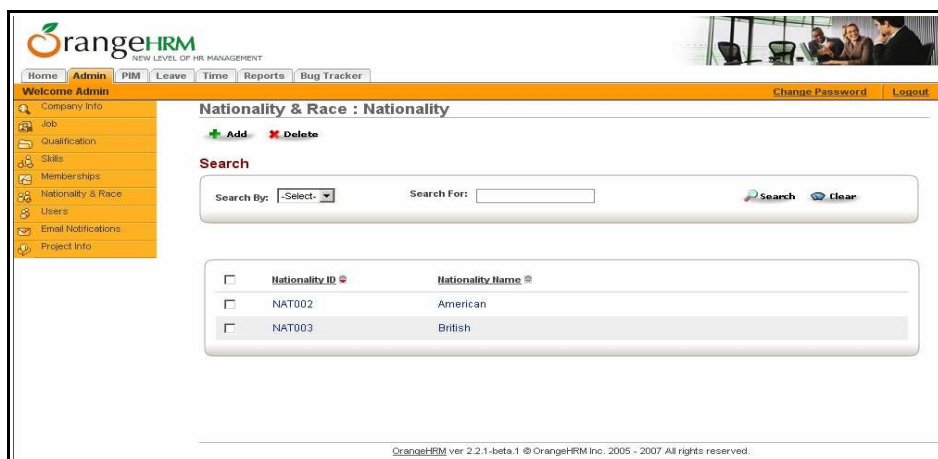 OrangeHRM
NEW LEVEL OF HR MANAGEMENT
Home Admin PIM Leave Time Reports Bug Tracker
Welcome Admin Change Password Logout
Company Info
Job
Qualification
Skills
Memberships
Nationality & Race
Users
Email Notifications
Project Info
Nationality & Race : Nationality
Add Delete
Search
Search By: -Select- Search For: Search Clear
Nationality ID Nationality Name
NAT002 American
NAT003 British
OrangeHRM ver 2.2.1-beta.1 © OrangeHRM Inc. 2005 - 2007 All rights reserved.